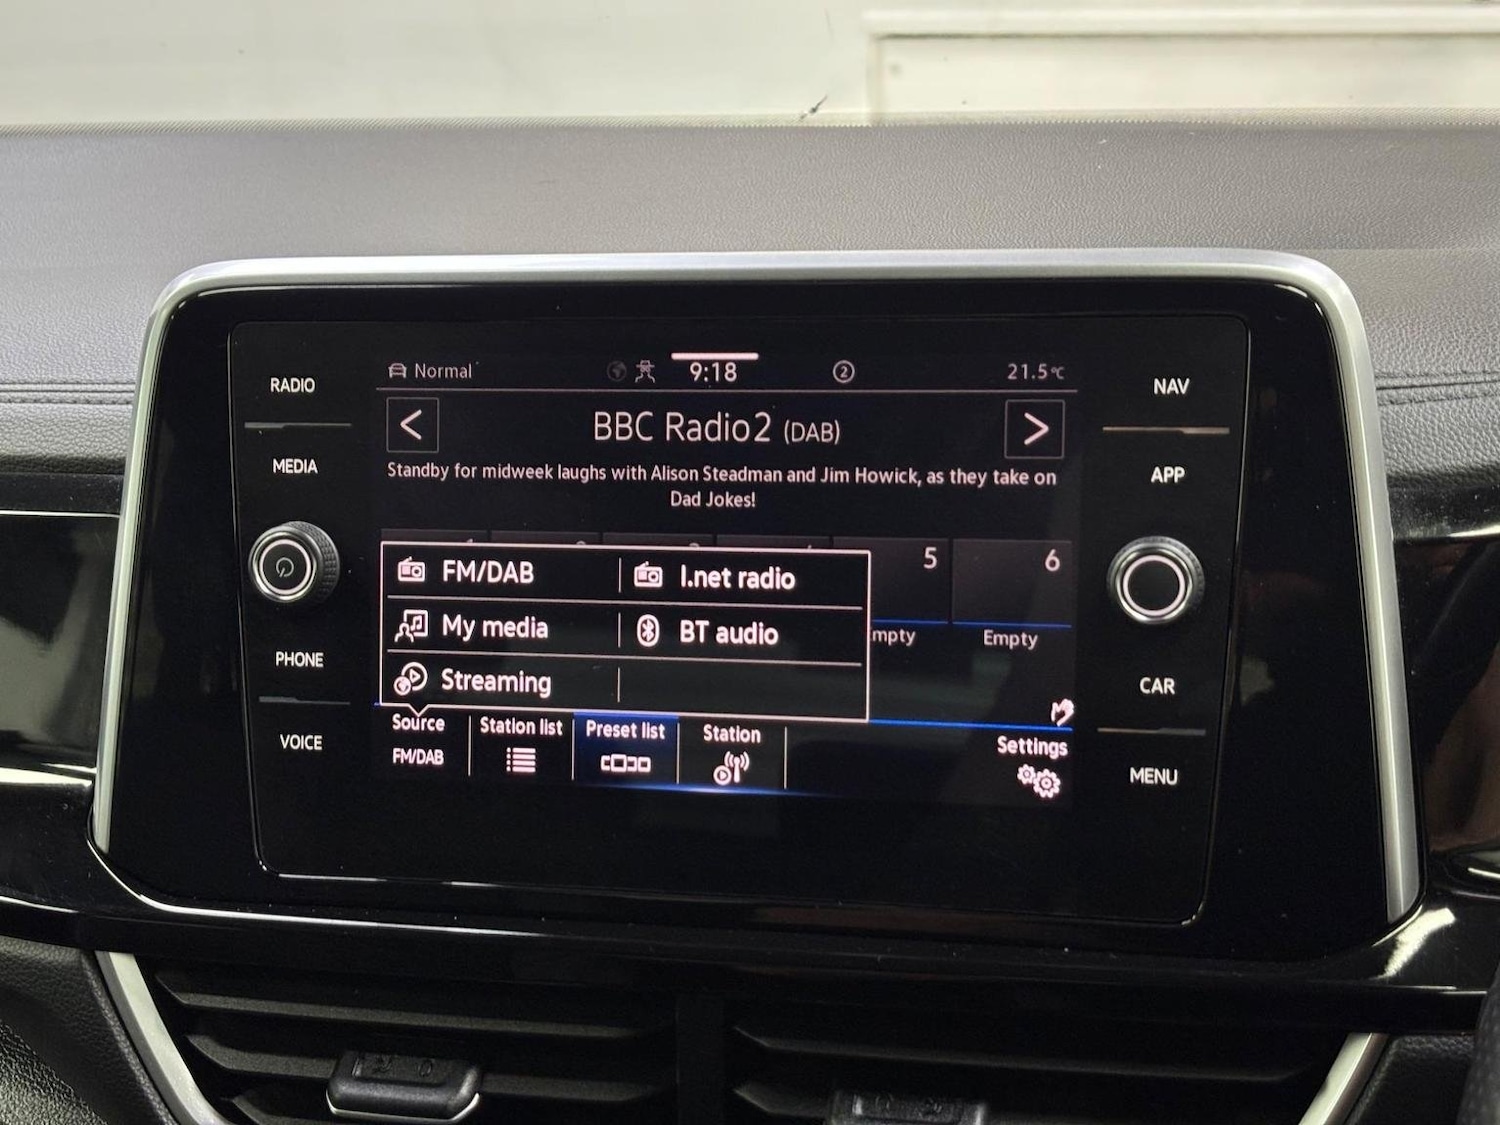 RADIO
MEDIA
PHONE
VOICE
Normal
9:18
2
21.5°C
<
BBC Radio2 (DAB)
>
Standby for midweek laughs with Alison Steadman and Jim Howick, as they take on
Dad Jokes!
5
6
FM/DAB
I.net radio
My media
BT audio
Streaming
mpty
Empty
Source
FM/DAB
Station list
Preset list
Station
Settings
NAV
APP
CAR
MENU